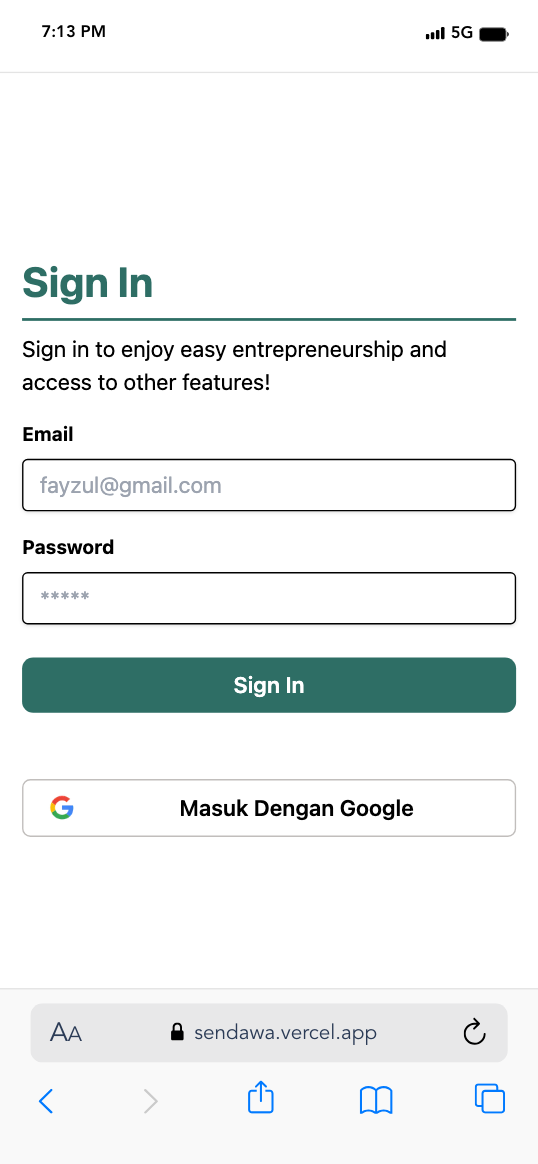 7:13 PM
5G
Sign In
Sign in to enjoy easy entrepreneurship and
access to other features!
Email
fayzul@gmail.com
Password
*****
Sign In
Masuk Dengan Google
AA
sendawa.vercel.app